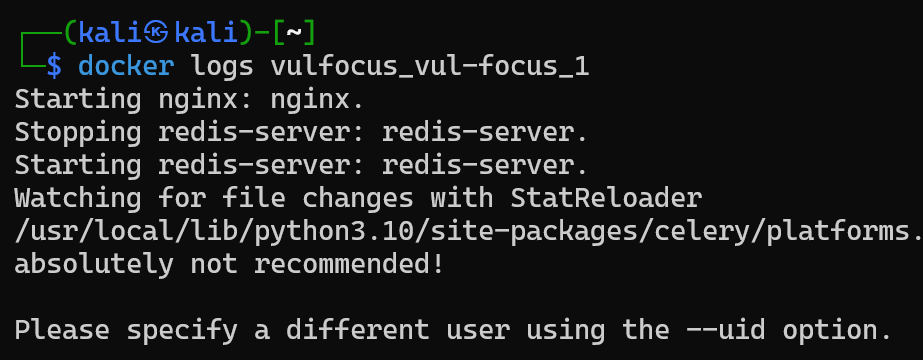 ┌──(kali㉿kali)-[~]
└─$ docker logs vulfocus_vul-focus_1
Starting nginx: nginx.
Stopping redis-server: redis-server.
Starting redis-server: redis-server.
Watching for file changes with StatReloader
/usr/local/lib/python3.10/site-packages/celery/platforms.
absolutely not recommended!
Please specify a different user using the --uid option.